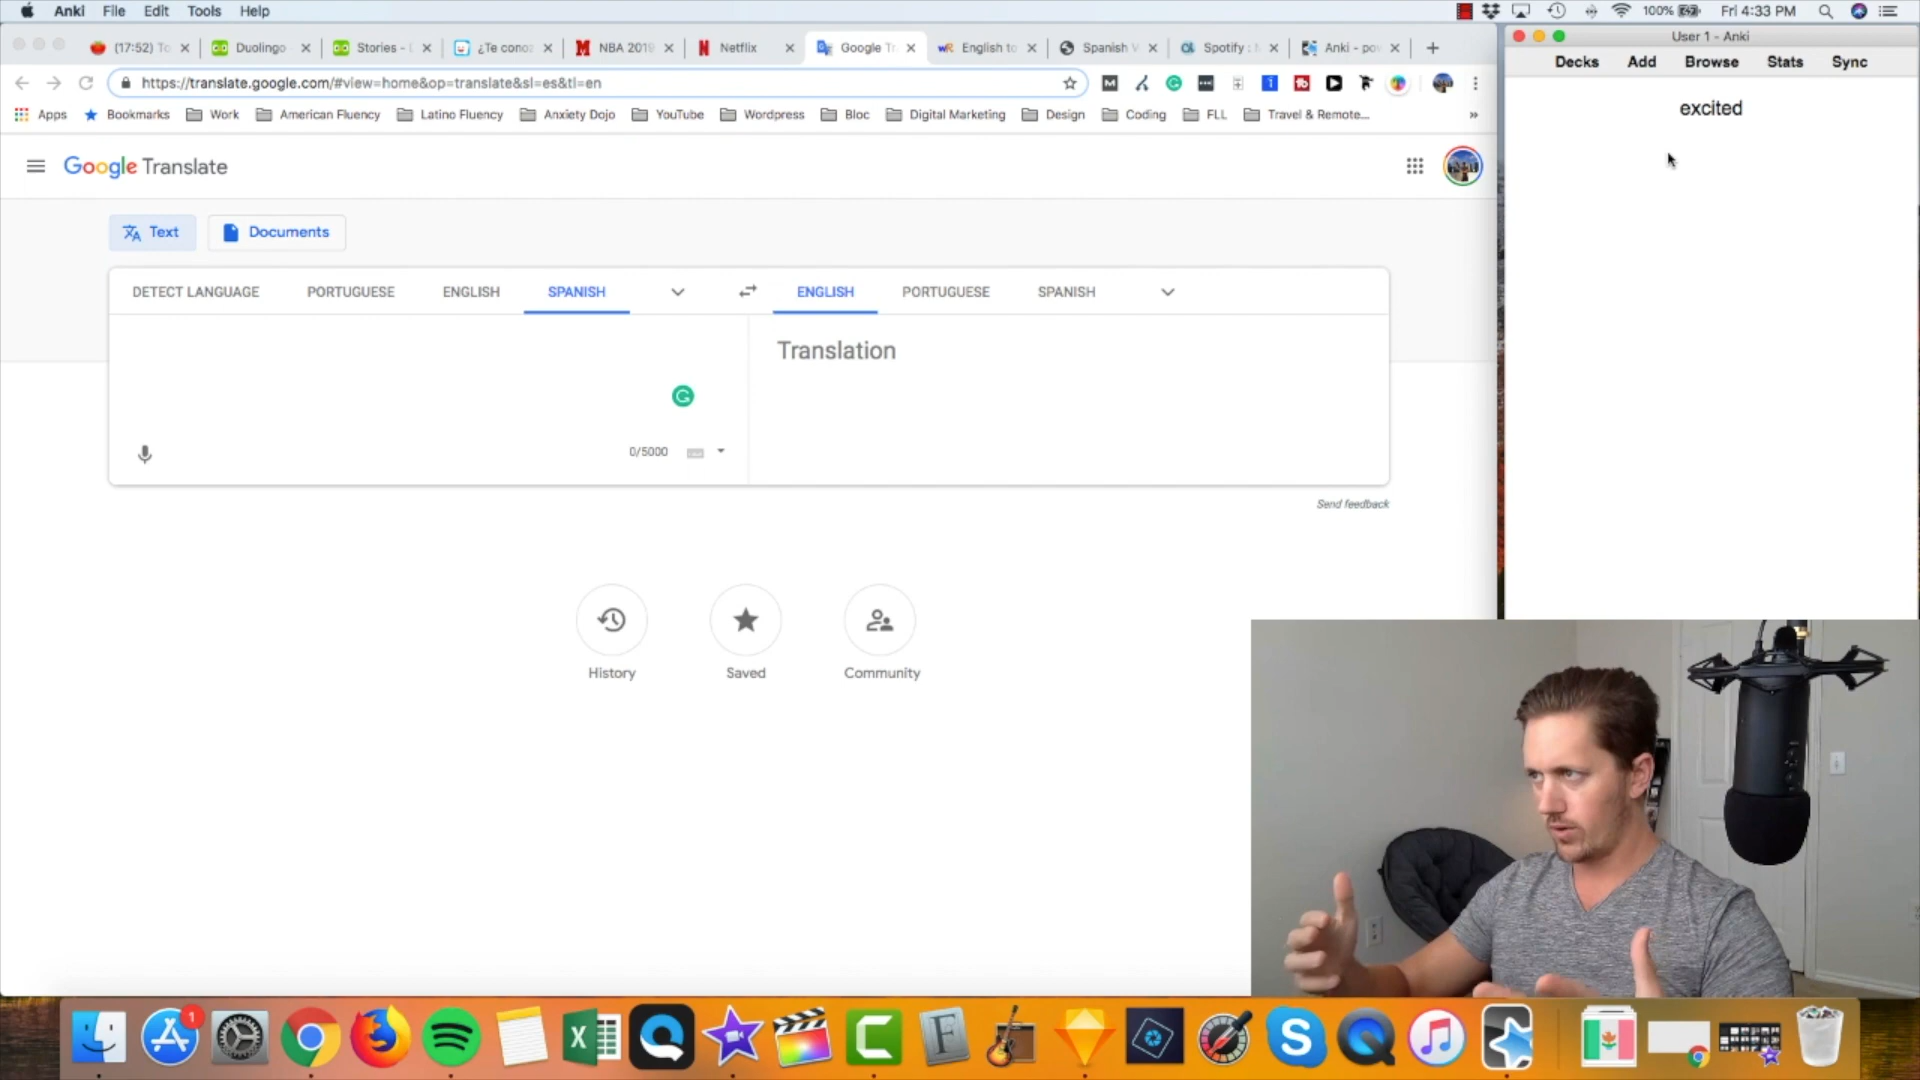 Anki File Edit Tools Help
100% Fri 4:33 PM
(17:52) To
Duolingo
Stories - (
¿Te cono
NBA 2019
Netflix
Google Tr
English to
Spanish V
Spotify :
Anki - po
User 1 - Anki
https://translate.google.com/#view=home&op=translate&sl=es&tl=en
Decks Add Browse Stats Sync
Apps Bookmarks Work American Fluency Latino Fluency Anxiety Dojo YouTube Wordpress Bloc Digital Marketing Design Coding FLL Travel & Remote... »
excited
Google Translate
Text Documents
DETECT LANGUAGE PORTUGUESE ENGLISH SPANISH
ENGLISH PORTUGUESE SPANISH
Translation
0/5000
Send feedback
History Saved Community
1